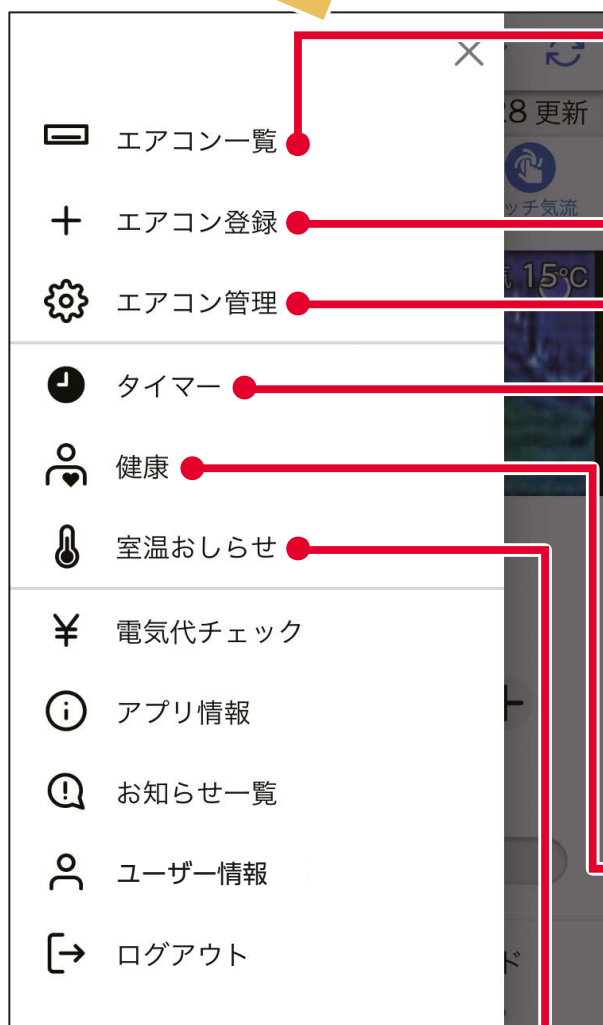 8 更新
エアコン一覧
ッチ気流
エアコン登録
15℃
エアコン管理
タイマー
健康
室温おしらせ
¥ 電気代チェック
アプリ情報
お知らせ一覧
ユーザー情報
ログアウト
ド